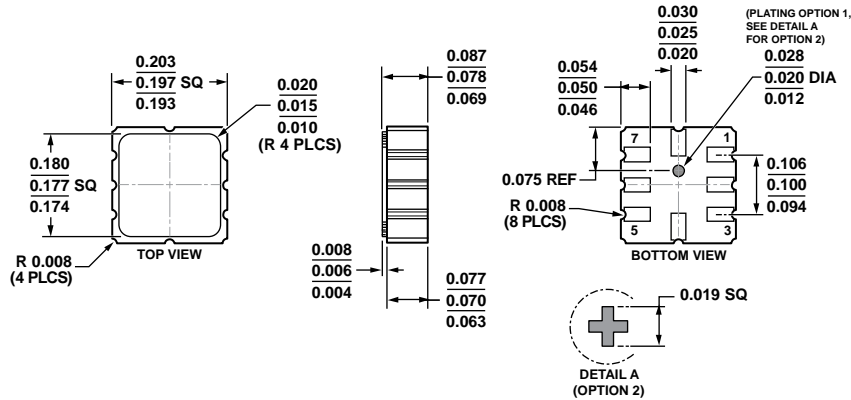 0.203
0.197 SQ
0.193
0.020
0.015
0.010
(R 4 PLCS)
0.180
0.177 SQ
0.174
R 0.008
(4 PLCS)
TOP VIEW
0.087
0.078
0.069
0.008
0.006
0.004
0.077
0.070
0.063
0.030
0.025
0.020
(PLATING OPTION 1,
SEE DETAIL A
FOR OPTION 2)
0.054
0.050
0.046
0.028
0.020 DIA
0.012
7
1
0.075 REF
0.106
0.100
0.094
R 0.008
(8 PLCS)
5
3
BOTTOM VIEW
0.019 SQ
DETAIL A
(OPTION 2)